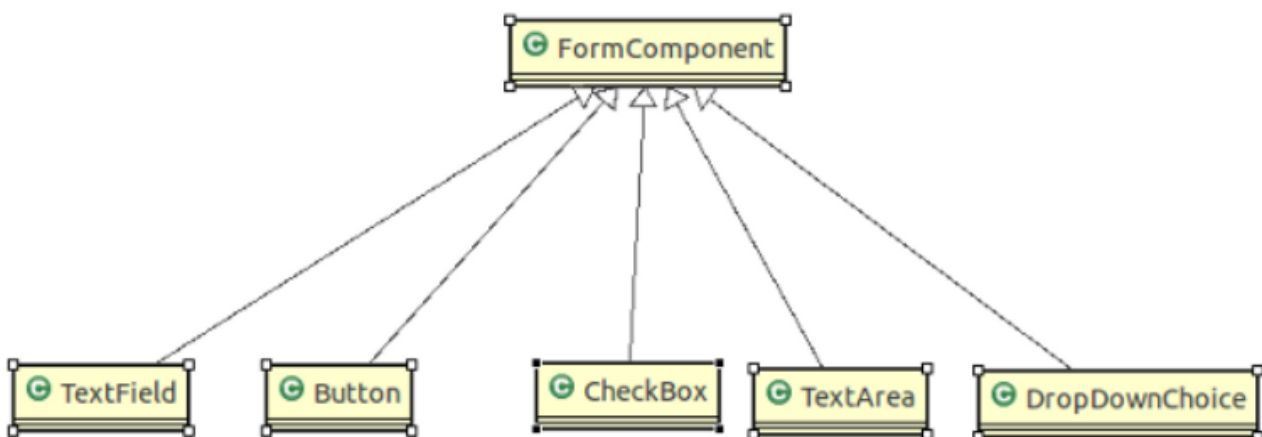 C FormComponent
C TextField
C Button
C CheckBox
C TextArea
C DropDownChoice